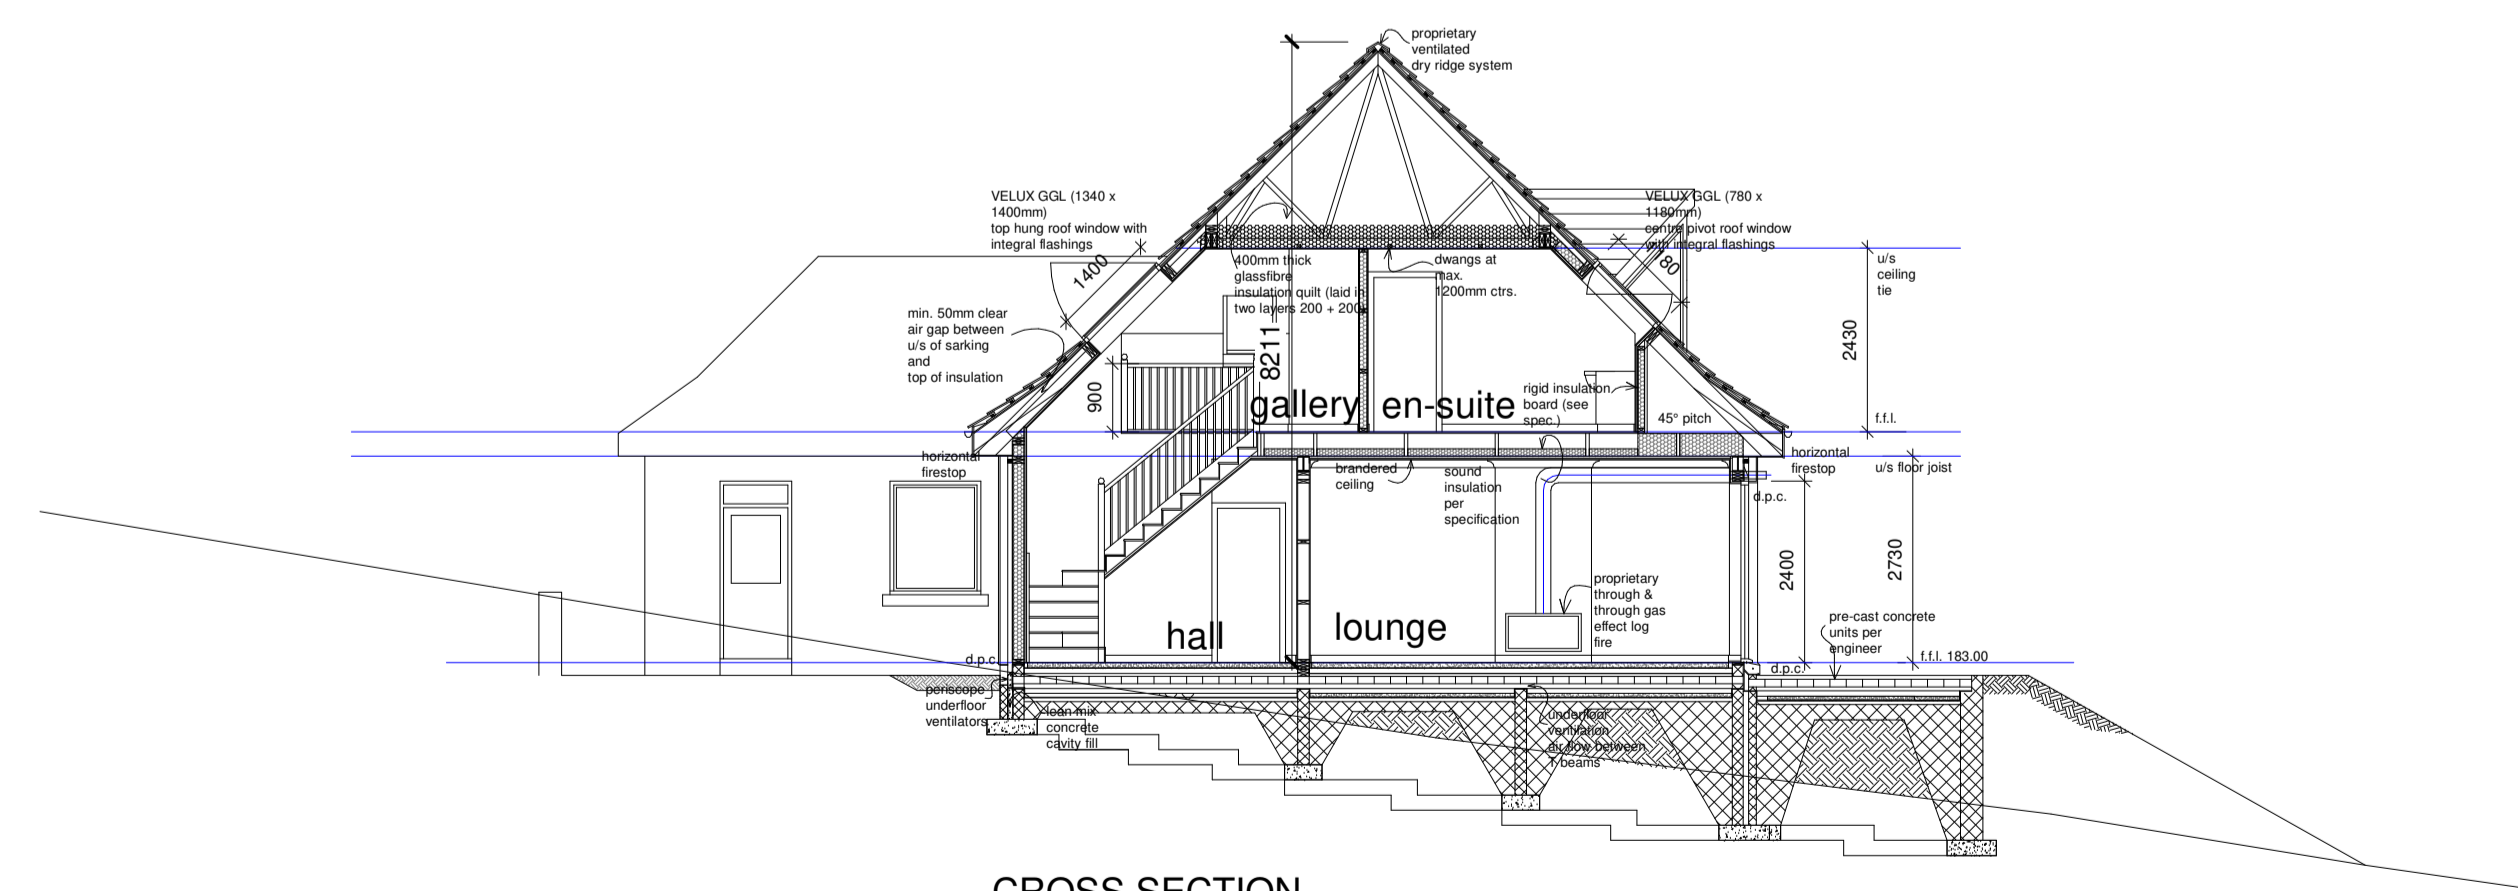 proprietary
ventilated
dry ridge system
VELUX GGL (1340 x
1400mm)
top hung roof window with
integral flashings
VELUX GGL (780 x
1180mm)
centre pivot roof window
with integral flashings
1400
400mm thick
glassfibre
insulation quilt (laid in
two layers 200 + 200
dwangs at
max.
1200mm ctrs.
180
u/s
ceiling
tie
min. 50mm clear
air gap between
u/s of sarking
and
top of insulation
8211
2430
900
gallery
en-suite
rigid insulation
board (see
spec.)
45° pitch
f.f.l.
horizontal
firestop
brandered
ceiling
sound
insulation
per
specification
horizontal
firestop
u/s floor joist
d.p.c.
2400
2730
proprietary
through &
through gas
effect log
fire
hall
lounge
pre-cast concrete
units per
engineer
d.p.c.
d.p.c.
f.f.l. 183.00
periscope
underfloor
ventilators
lean mix
concrete
cavity fill
underfloor
ventilation
air flow between
T beams
CROSS SECTION